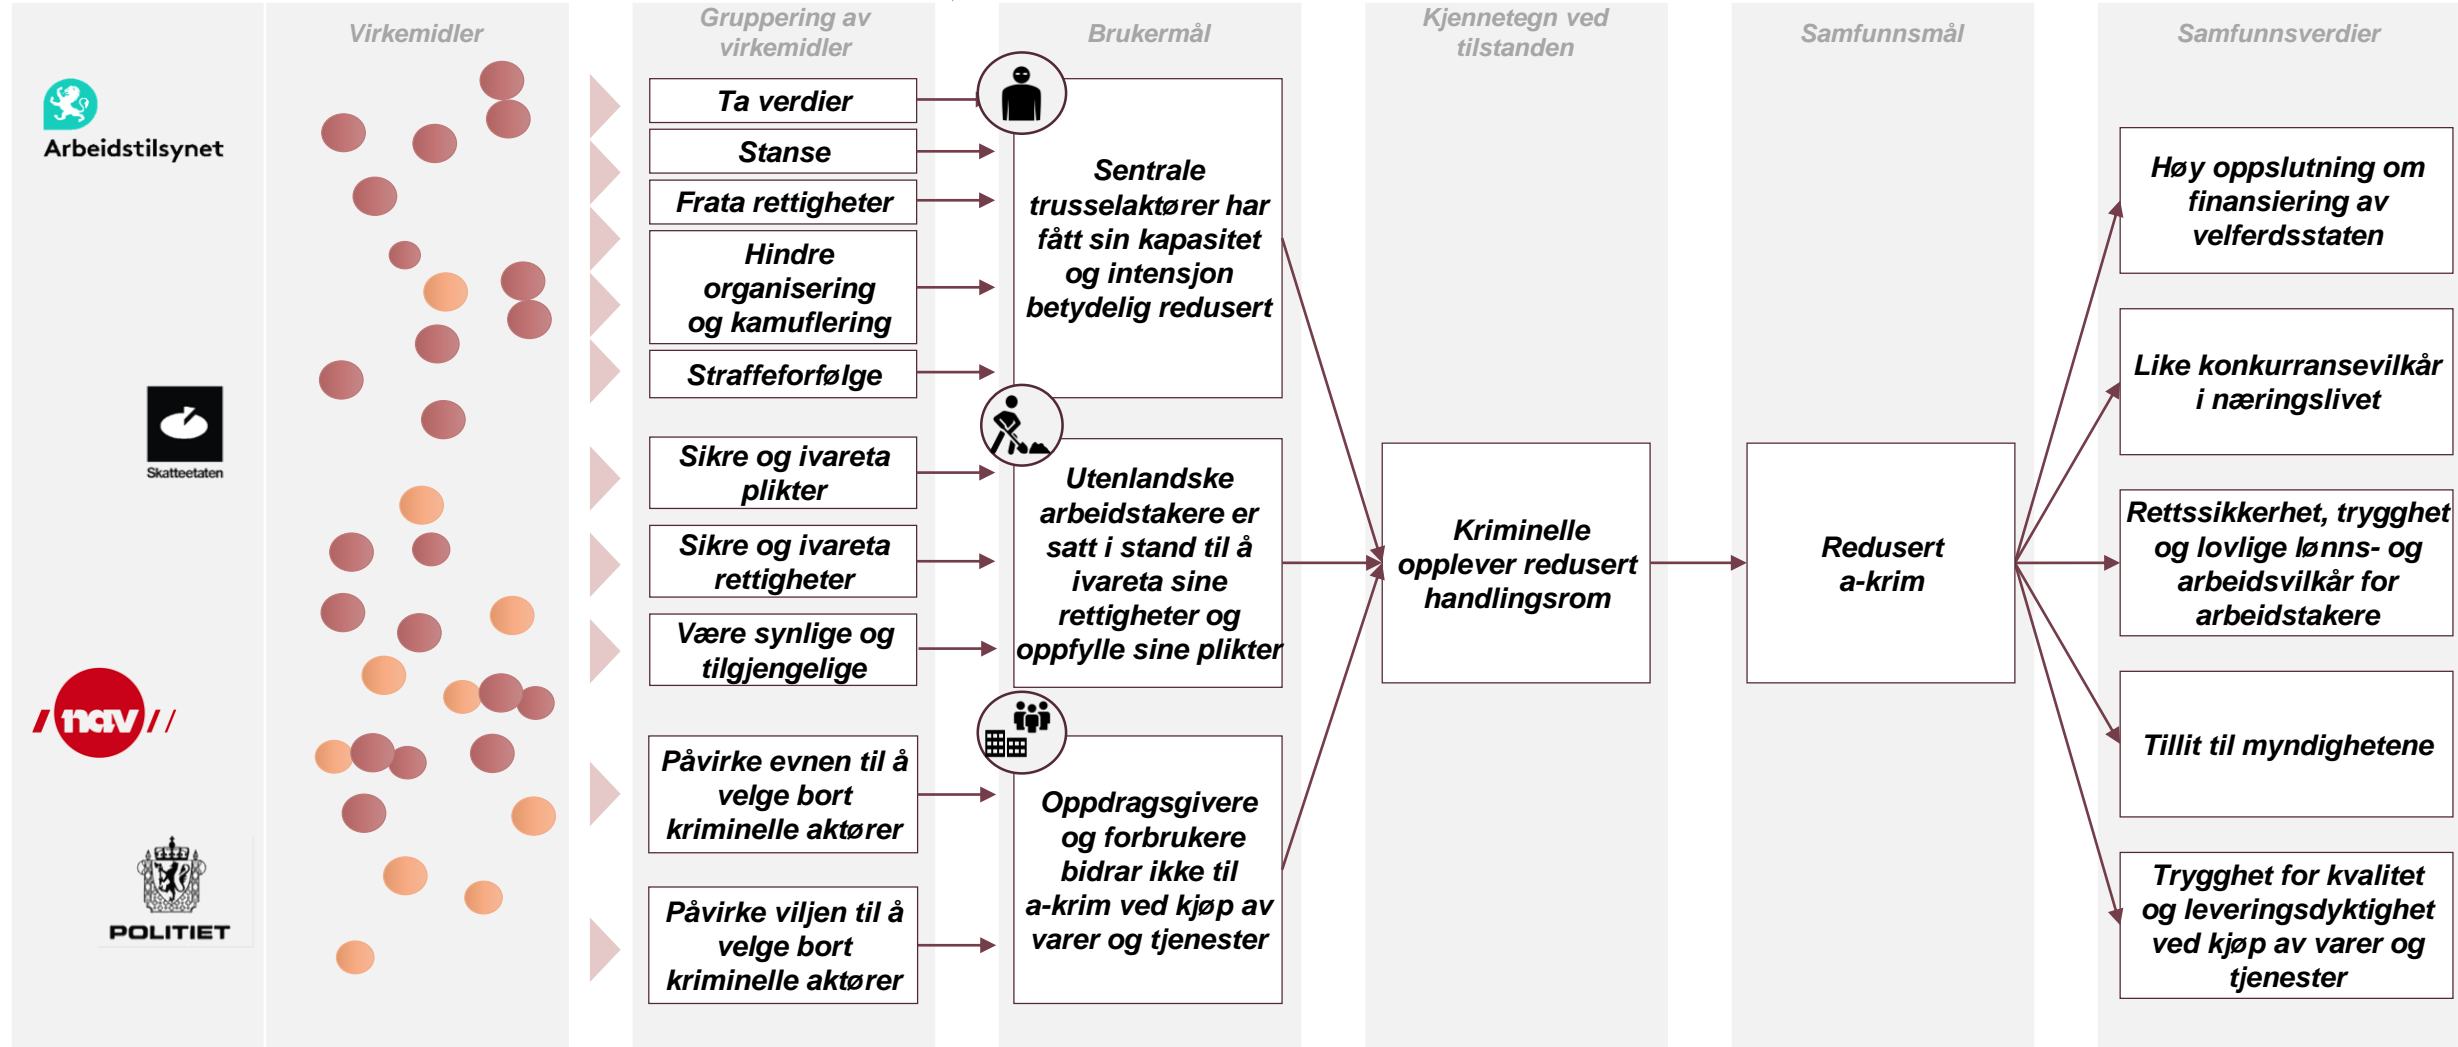 Virkemidler
Gruppering av
virkemidler
Brukermål
Kjennetegn ved
tilstanden
Samfunnsmål
Samfunnsverdier
Arbeidstilsynet
Skatteetaten
nav
POLITIET
Ta verdier
Stanse
Frata rettigheter
Hindre
organisering
og kamuflering
Straffeforfølge
Sikre og ivareta
plikter
Sikre og ivareta
rettigheter
Være synlige og
tilgjengelige
Påvirke evnen til å
velge bort
kriminelle aktører
Påvirke viljen til å
velge bort
kriminelle aktører
Sentrale
trusselaktører har
fått sin kapasitet
og intensjon
betydelig redusert
Utenlandske
arbeidstakere er
satt i stand til å
ivareta sine
rettigheter og
oppfylle sine plikter
Oppdragsgivere
og forbrukere
bidrar ikke til
a-krim ved kjøp av
varer og tjenester
Kriminelle
opplever redusert
handlingsrom
Redusert
a-krim
Høy oppslutning om
finansiering av
velferdsstaten
Like konkurransevilkår
i næringslivet
Rettssikkerhet, trygghet
og lovlige lønns- og
arbeidsvilkår for
arbeidstakere
Tillit til myndighetene
Trygghet for kvalitet
og leveringsdyktighet
ved kjøp av varer og
tjenester